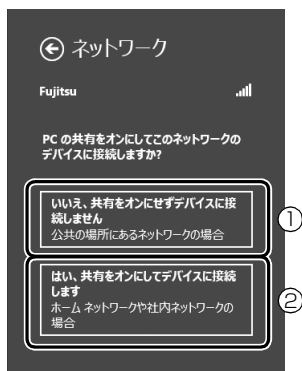 ネットワーク
Fujitsu
PC の共有をオンにしてこのネットワークの
デバイスに接続しますか?
いいえ、共有をオンにせずデバイスに接
続しません
公共の場所にあるネットワークの場合
①
はい、共有をオンにしてデバイスに接続
します
ホーム ネットワークや社内ネットワークの
場合
②